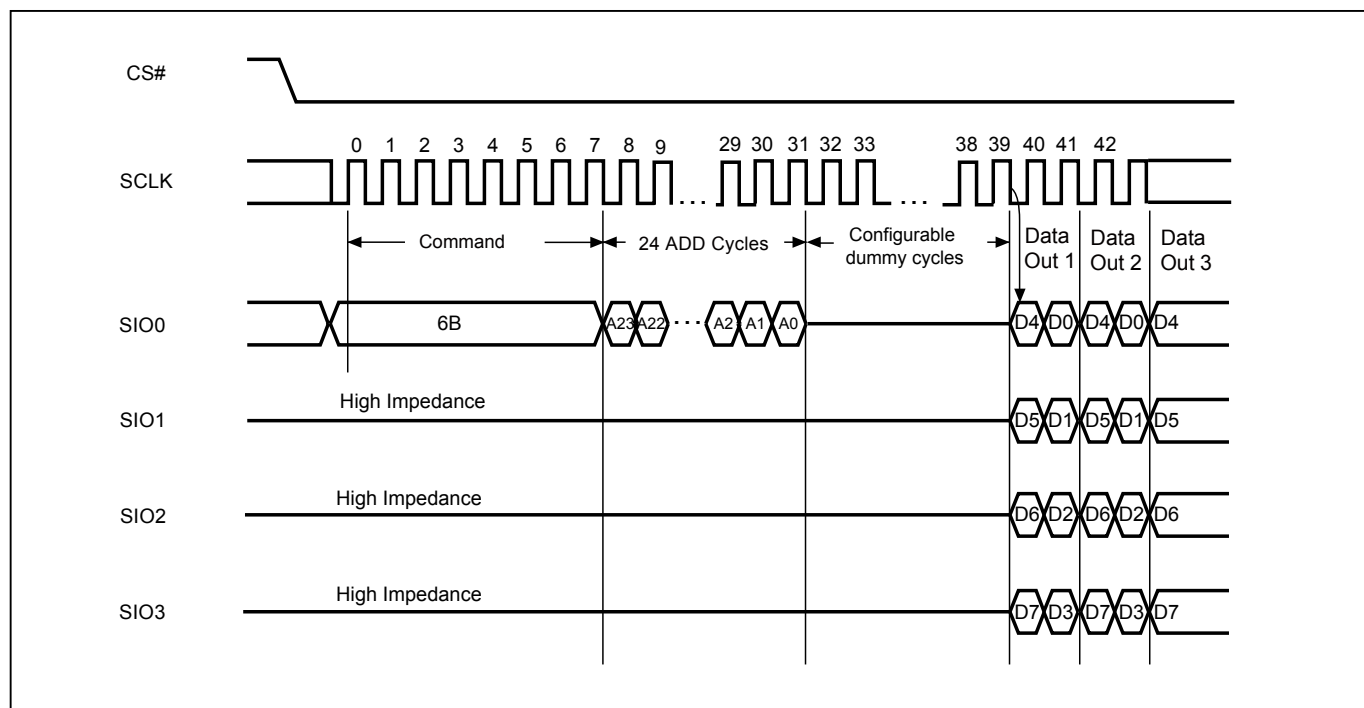 CS#
0 1 2 3 4 5 6 7 8 9 29 30 31 32 33 38 39 40 41 42
SCLK
... ...
Command 24 ADD Cycles Configurable dummy cycles Data Out 1 Data Out 2 Data Out 3
SIO0 6B A23 A22 ... A2 A1 A0 D4 D0 D4 D0 D4
High Impedance
SIO1 D5 D1 D5 D1 D5
High Impedance
SIO2 D6 D2 D6 D2 D6
High Impedance
SIO3 D7 D3 D7 D3 D7